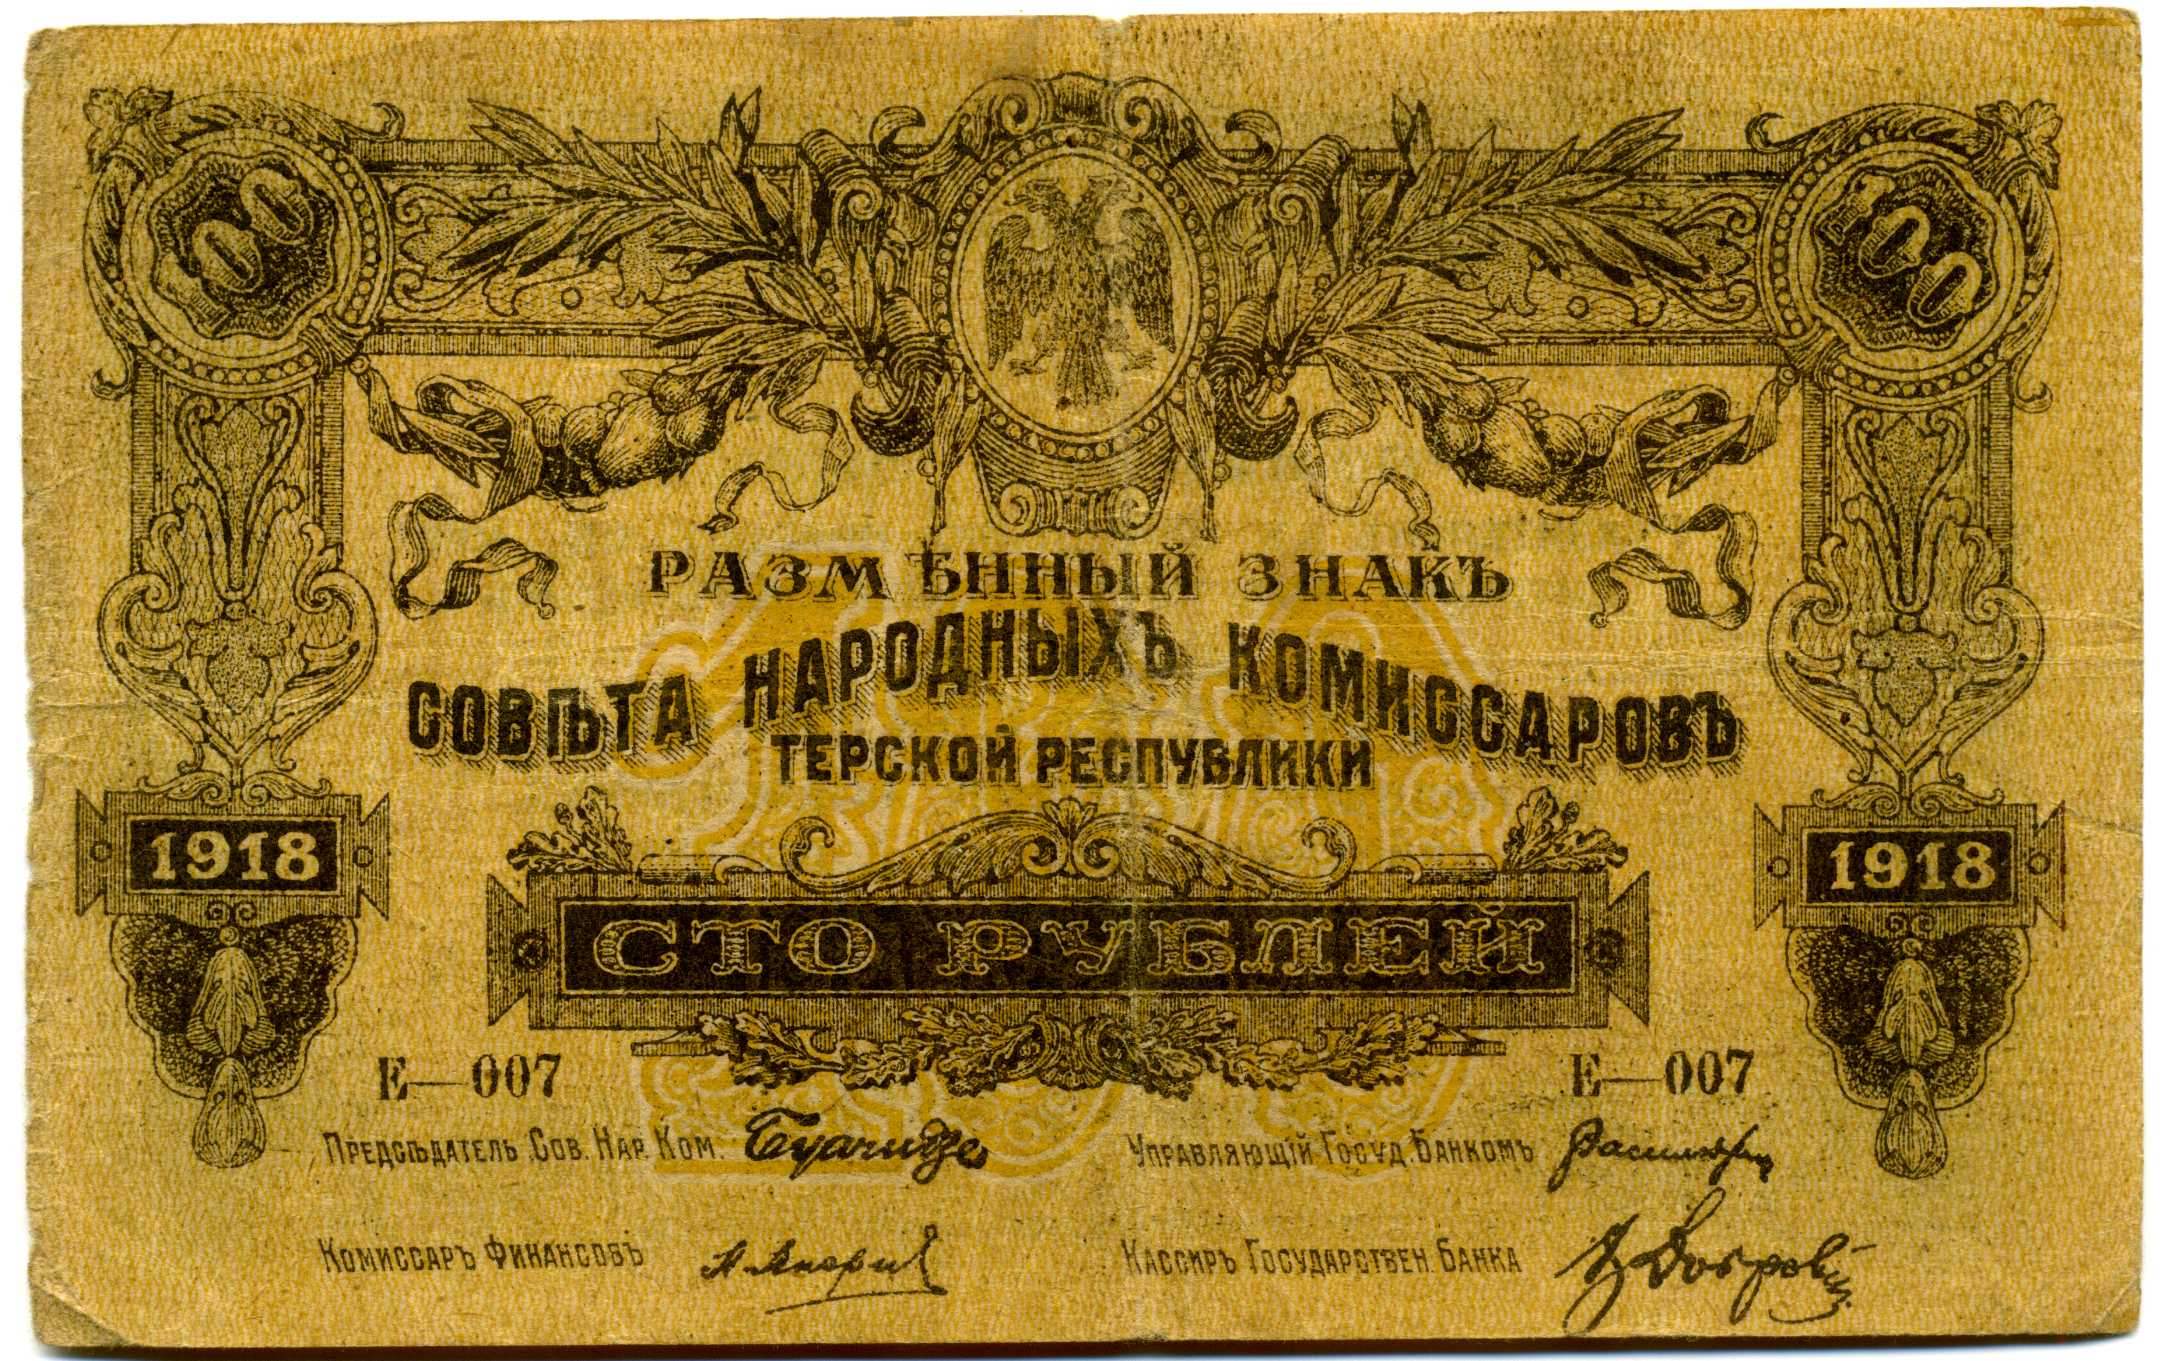 100 100
РАЗМѢННЫЙ ЗНАКЪ
СОВѢТА НАРОДНЫХЪ КОМИССАРОВЪ
ТЕРСКОЙ РЕСПУБЛИКИ
1918 1918
СТО РУБЛЕЙ
Е—007 Е—007
ПРЕДСѢДАТЕЛЬ СОВ. НАР. КОМ. Буачидзе УПРАВЛЯЮЩІЙ ГОСУД. БАНКОМЪ
КОМИССАРЪ ФИНАНСОВЪ КАССИРЪ ГОСУДАРСТВЕН. БАНКА